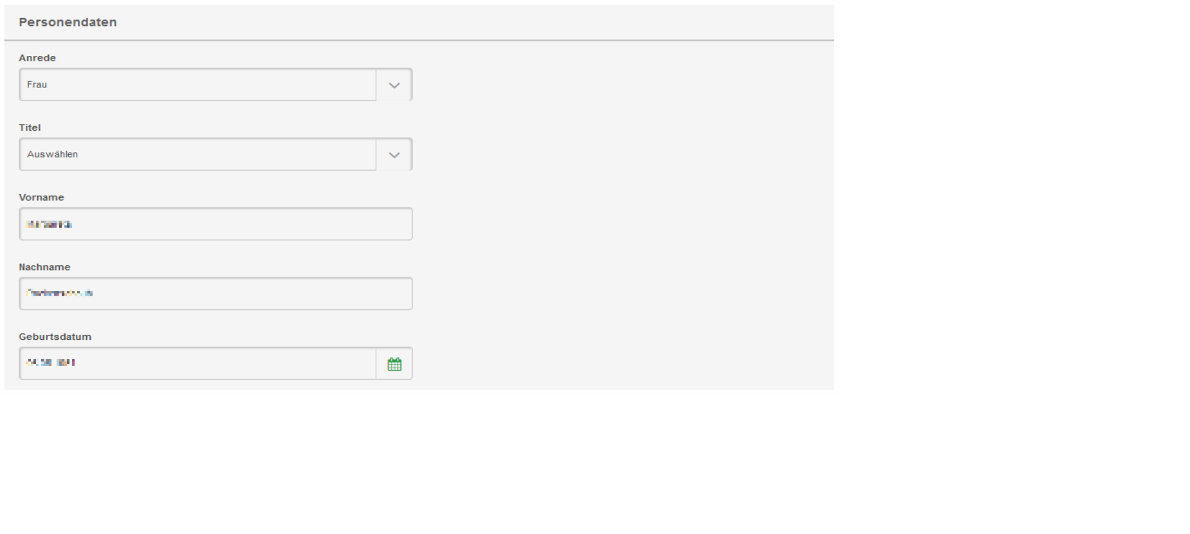 Personendaten
Anrede
Frau
Titel
Auswählen
Vorname
Nachname
Geburtsdatum